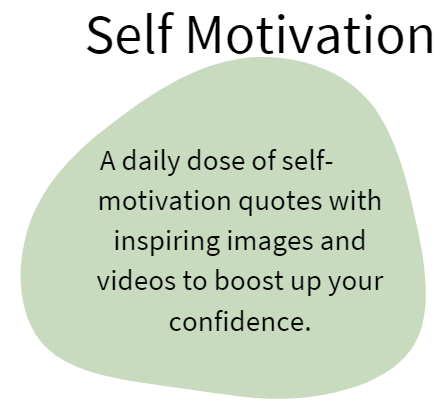 Self Motivation
A daily dose of self-
motivation quotes with
inspiring images and
videos to boost up your
confidence.